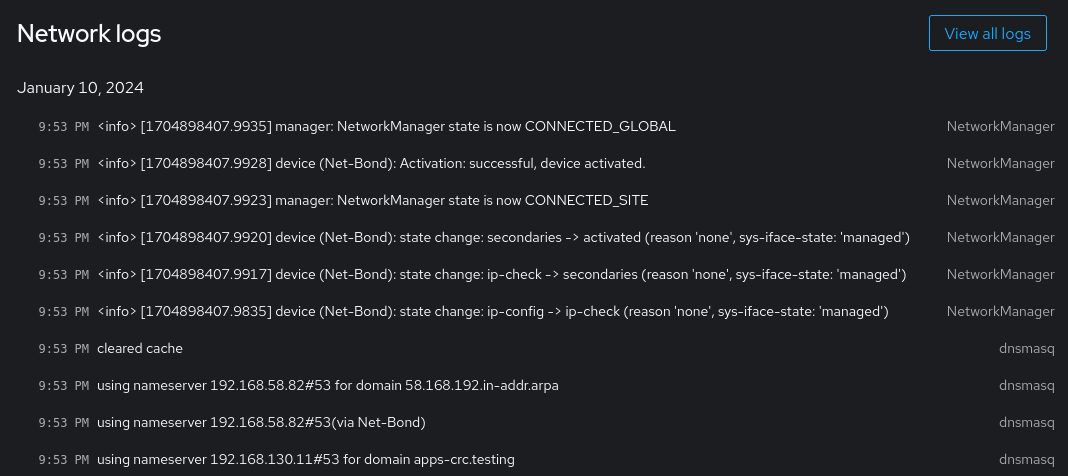 Network logs
View all logs
January 10, 2024
9:53 PM <info> [1704898407.9935] manager: NetworkManager state is now CONNECTED_GLOBAL NetworkManager
9:53 PM <info> [1704898407.9928] device (Net-Bond): Activation: successful, device activated. NetworkManager
9:53 PM <info> [1704898407.9923] manager: NetworkManager state is now CONNECTED_SITE NetworkManager
9:53 PM <info> [1704898407.9920] device (Net-Bond): state change: secondaries -> activated (reason 'none', sys-iface-state: 'managed') NetworkManager
9:53 PM <info> [1704898407.9917] device (Net-Bond): state change: ip-check -> secondaries (reason 'none', sys-iface-state: 'managed') NetworkManager
9:53 PM <info> [1704898407.9835] device (Net-Bond): state change: ip-config -> ip-check (reason 'none', sys-iface-state: 'managed') NetworkManager
9:53 PM cleared cache dnsmasq
9:53 PM using nameserver 192.168.58.82#53 for domain 58.168.192.in-addr.arpa dnsmasq
9:53 PM using nameserver 192.168.58.82#53(via Net-Bond) dnsmasq
9:53 PM using nameserver 192.168.130.11#53 for domain apps-crc.testing dnsmasq